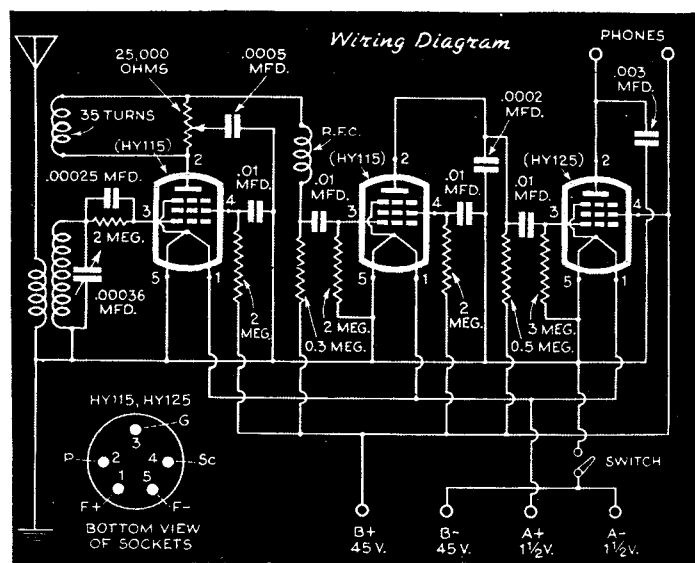 Wiring Diagram
PHONES
25,000
OHMS
.0005
MFD.
.003
MFD.
35 TURNS
R.F.C.
.0002
MFD.
(HY115)
2
(HY115)
2
(HY125)
2
.00025 MFD.
.01
MFD.
.01
MFD.
.01
MFD.
.01
MFD.
3
4
3
4
3
4
2 MEG.
5
1
5
1
5
1
.00036
MFD.
2
MEG.
2 MEG.
0.3 MEG.
2
MEG.
3 MEG.
0.5 MEG.
HY115, HY125
G
3
P
2
4
Sc
1
5
F+
F-
BOTTOM VIEW
OF SOCKETS
SWITCH
B+
45 V.
B-
45 V.
A+
1½ V.
A-
1½ V.